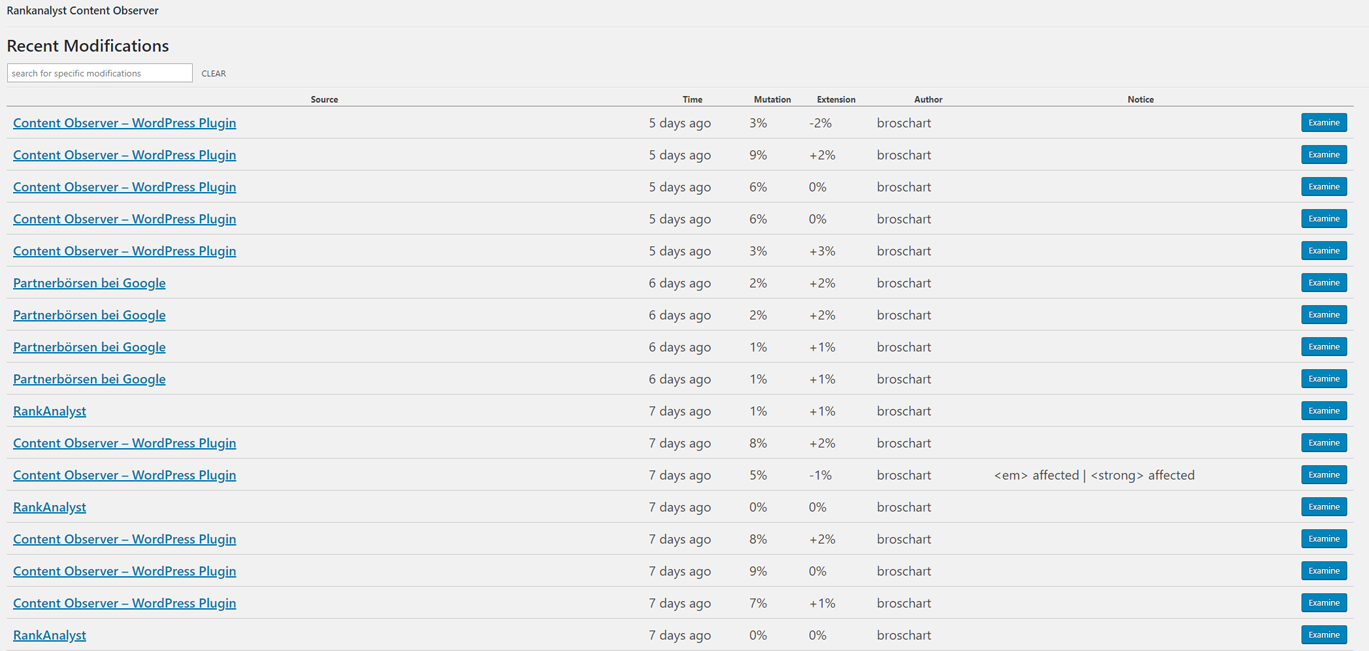 Rankanalyst Content Observer
Recent Modifications
search for specific modifications CLEAR
Source Time Mutation Extension Author Notice
Content Observer – WordPress Plugin 5 days ago 3% -2% broschart Examine
Content Observer – WordPress Plugin 5 days ago 9% +2% broschart Examine
Content Observer – WordPress Plugin 5 days ago 6% 0% broschart Examine
Content Observer – WordPress Plugin 5 days ago 6% 0% broschart Examine
Content Observer – WordPress Plugin 5 days ago 3% +3% broschart Examine
Partnerbörsen bei Google 6 days ago 2% +2% broschart Examine
Partnerbörsen bei Google 6 days ago 2% +2% broschart Examine
Partnerbörsen bei Google 6 days ago 1% +1% broschart Examine
Partnerbörsen bei Google 6 days ago 1% +1% broschart Examine
RankAnalyst 7 days ago 1% +1% broschart Examine
Content Observer – WordPress Plugin 7 days ago 8% +2% broschart Examine
Content Observer – WordPress Plugin 7 days ago 5% -1% broschart <em> affected | <strong> affected Examine
RankAnalyst 7 days ago 0% 0% broschart Examine
Content Observer – WordPress Plugin 7 days ago 8% +2% broschart Examine
Content Observer – WordPress Plugin 7 days ago 9% 0% broschart Examine
Content Observer – WordPress Plugin 7 days ago 7% +1% broschart Examine
RankAnalyst 7 days ago 0% 0% broschart Examine